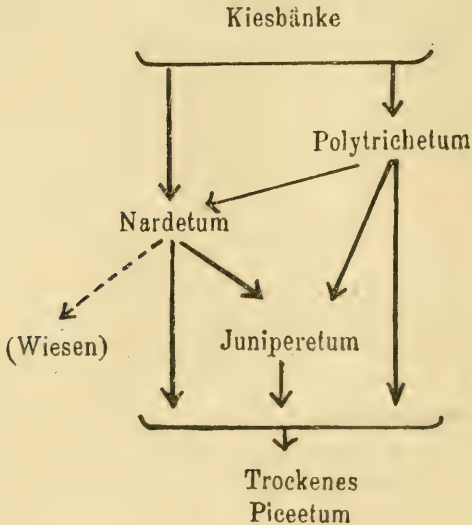 Kiesbänke
Polytrichetum
Nardetum
(Wiesen)
Juniperetum
Trockenes
Piceetum